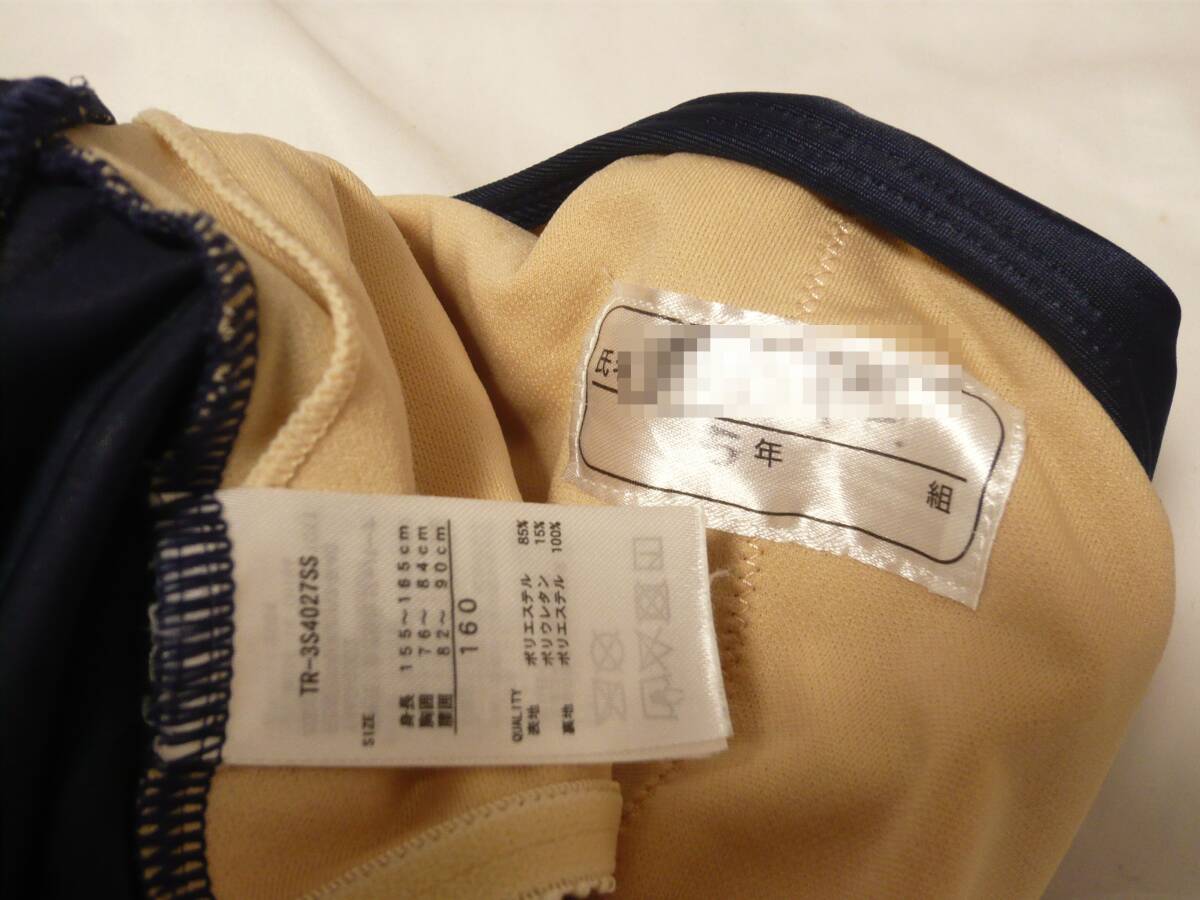 氏
5年
組
TR-3S4027SS
SIZE
身長 155～165cm
胸囲 76～ 84cm
腰囲 82～ 90cm
160
QUALITY
表地 ポリエステル 85%
ポリウレタン 15%
裏地 ポリエステル 100%